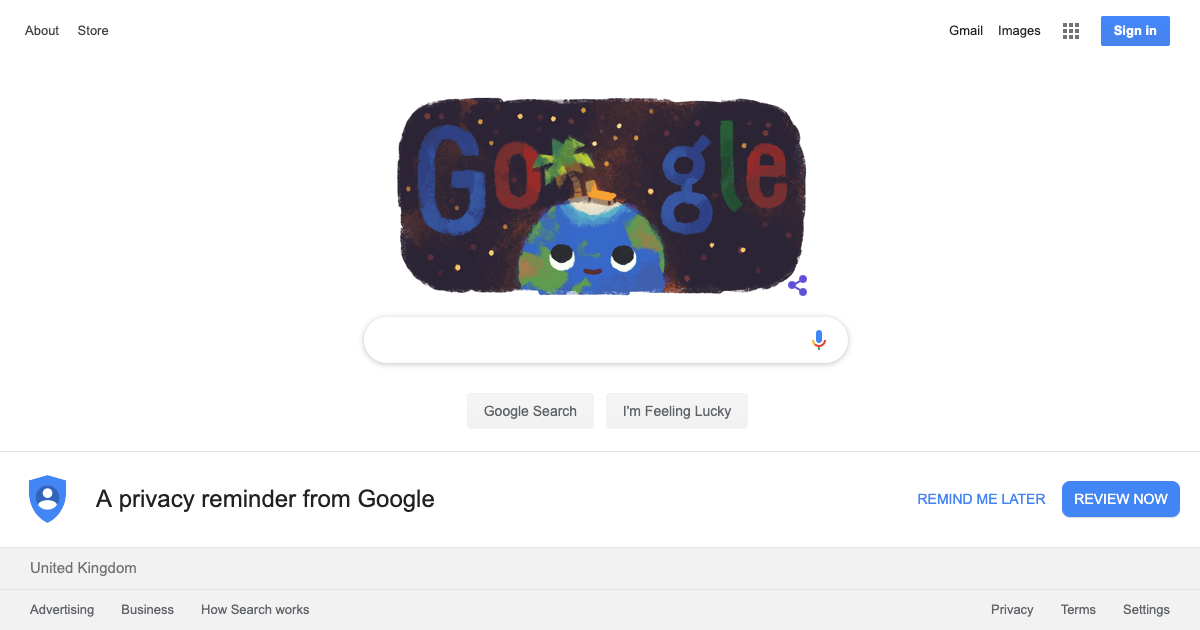 About Store
Gmail Images Sign in
Google
Google Search I'm Feeling Lucky
A privacy reminder from Google
REMIND ME LATER REVIEW NOW
United Kingdom
Advertising Business How Search works
Privacy Terms Settings